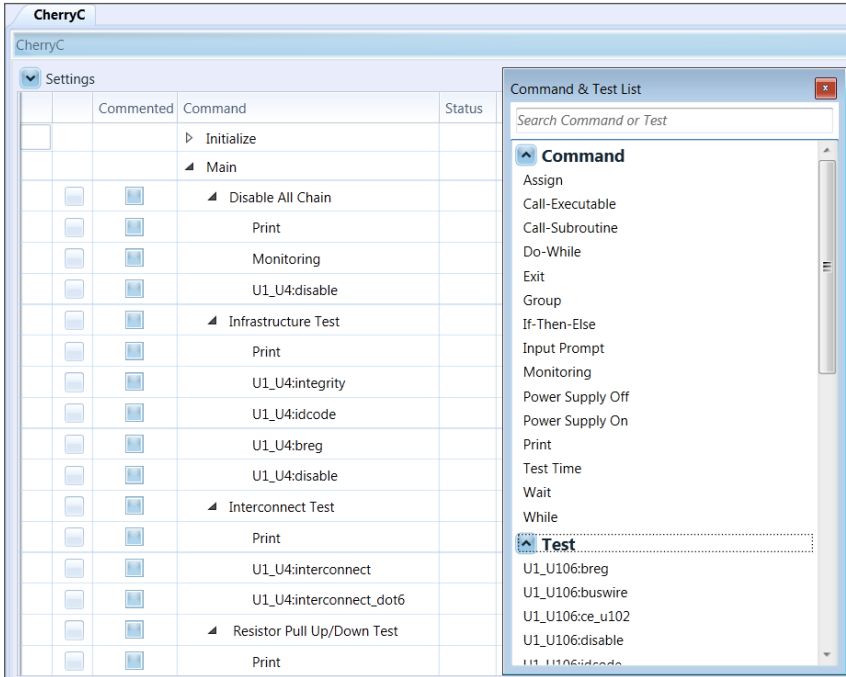 CherryC
CherryC
Settings
Commented Command Status
Initialize
Main
Disable All Chain
Print
Monitoring
U1_U4:disable
Infrastructure Test
Print
U1_U4:integrity
U1_U4:idcode
U1_U4:breg
U1_U4:disable
Interconnect Test
Print
U1_U4:interconnect
U1_U4:interconnect_dot6
Resistor Pull Up/Down Test
Print
Command & Test List
x
Search Command or Test
Command
Assign
Call-Executable
Call-Subroutine
Do-While
Exit
Group
If-Then-Else
Input Prompt
Monitoring
Power Supply Off
Power Supply On
Print
Test Time
Wait
While
Test
U1_U106:breg
U1_U106:buswire
U1_U106:ce_u102
U1_U106:disable
U1_U106:idcode